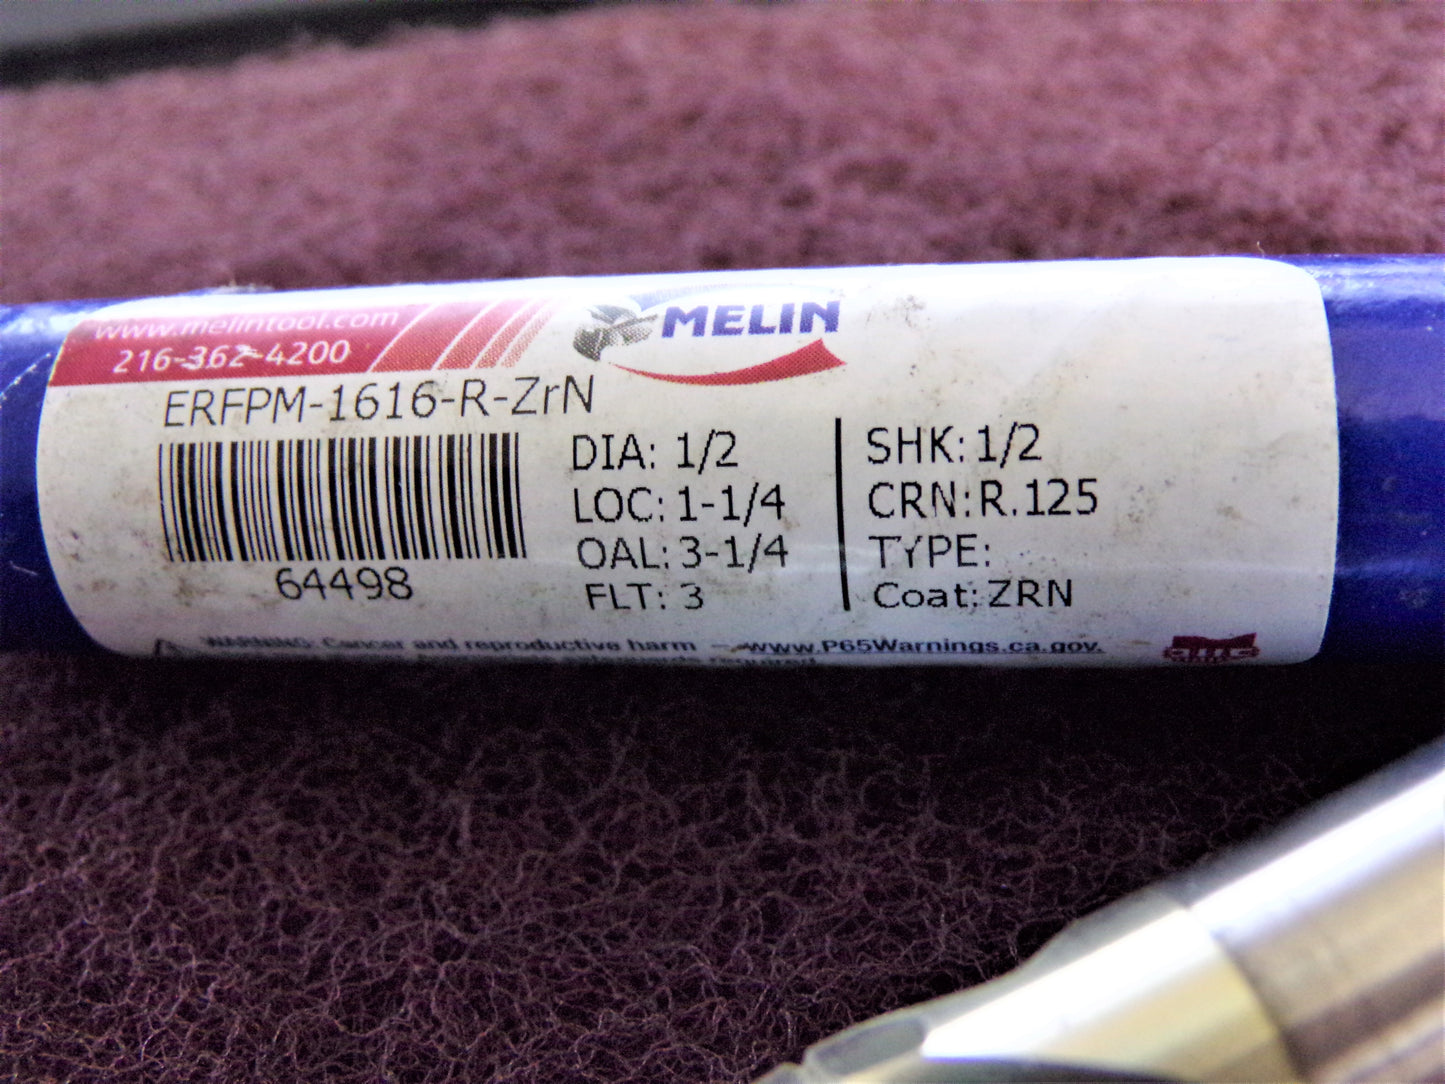 www.melintool.com
216-362-4200
MELIN
ERFPM-1616-R-ZrN
64498
DIA: 1/2
LOC: 1-1/4
OAL: 3-1/4
FLT: 3
SHK: 1/2
CRN: R.125
TYPE:
Coat: ZRN
WARNING: Cancer and reproductive harm - www.P65Warnings.ca.gov.
required